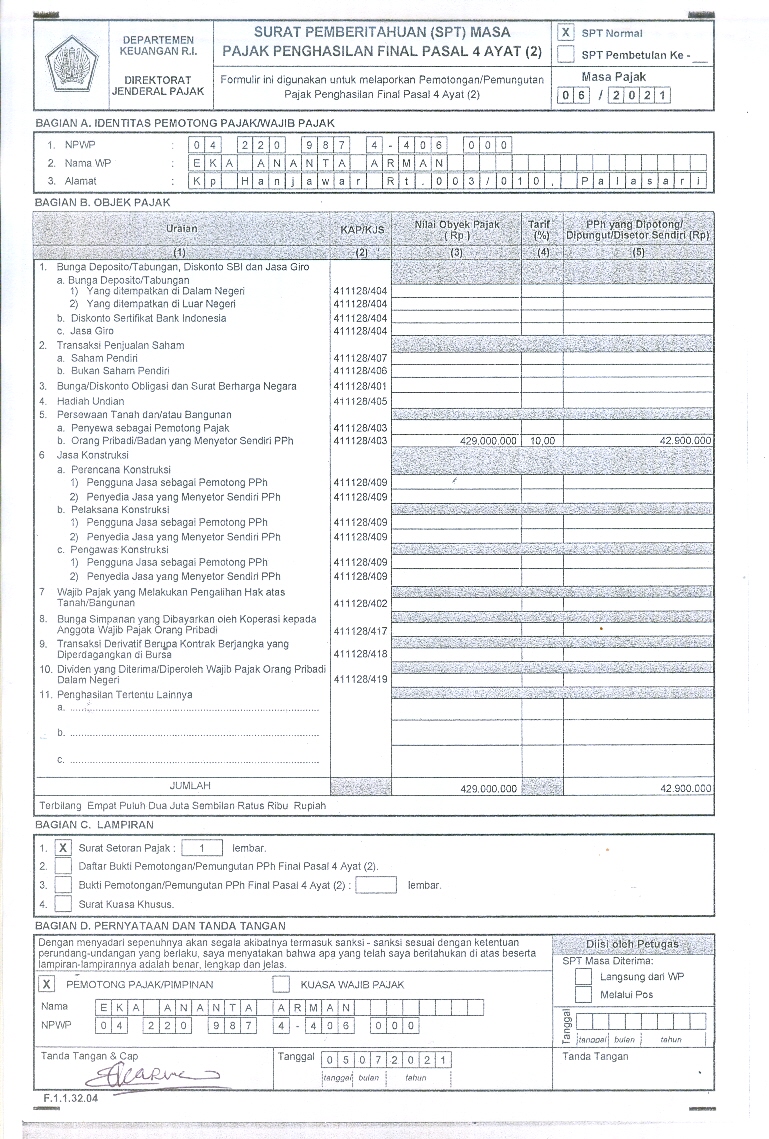 DEPARTEMEN
KEUANGAN R.I.
DIREKTORAT
JENDERAL PAJAK
SURAT PEMBERITAHUAN (SPT) MASA
PAJAK PENGHASILAN FINAL PASAL 4 AYAT (2)
Formulir ini digunakan untuk melaporkan Pemotongan/Pemungutan
Pajak Penghasilan Final Pasal 4 Ayat (2)
X SPT Normal
SPT Pembetulan Ke - __
Masa Pajak
0 6 / 2 0 2 1
BAGIAN A. IDENTITAS PEMOTONG PAJAK/WAJIB PAJAK
1. NPWP : 0 4 2 2 0 9 8 7 4 - 4 0 6 0 0 0
2. Nama WP : EKA ANANTA ARMAN
3. Alamat : Kp Hanjawar Rt.003/010, Palasari
BAGIAN B. OBJEK PAJAK
Uraian KAP/KJS Nilai Obyek Pajak ( Rp ) Tarif (%) PPh yang Dipotong/ Dipungut/Disetor Sendiri (Rp)
(1) (2) (3) (4) (5)
1. Bunga Deposito/Tabungan, Diskonto SBI dan Jasa Giro
a. Bunga Deposito/Tabungan
1) Yang ditempatkan di Dalam Negeri 411128/404
2) Yang ditempatkan di Luar Negeri 411128/404
b. Diskonto Sertifikat Bank Indonesia 411128/404
c. Jasa Giro 411128/404
2. Transaksi Penjualan Saham
a. Saham Pendiri 411128/407
b. Bukan Saham Pendiri 411128/406
3. Bunga/Diskonto Obligasi dan Surat Berharga Negara 411128/401
4. Hadiah Undian 411128/405
5. Persewaan Tanah dan/atau Bangunan
a. Penyewa sebagai Pemotong Pajak 411128/403
b. Orang Pribadi/Badan yang Menyetor Sendiri PPh 411128/403 429,000,000 10,00 42.900.000
6 Jasa Konstruksi
a. Perencana Konstruksi
1) Pengguna Jasa sebagai Pemotong PPh 411128/409
2) Penyedia Jasa yang Menyetor Sendiri PPh 411128/409
b. Pelaksana Konstruksi
1) Pengguna Jasa sebagai Pemotong PPh 411128/409
2) Penyedia Jasa yang Menyetor Sendiri PPh 411128/409
c. Pengawas Konstruksi
1) Pengguna Jasa sebagai Pemotong PPh 411128/409
2) Penyedia Jasa yang Menyetor Sendiri PPh 411128/409
7 Wajib Pajak yang Melakukan Pengalihan Hak atas
Tanah/Bangunan 411128/402
8. Bunga Simpanan yang Dibayarkan oleh Koperasi kepada
Anggota Wajib Pajak Orang Pribadi 411128/417
9. Transaksi Derivatif Berupa Kontrak Berjangka yang
Diperdagangkan di Bursa 411128/418
10. Dividen yang Diterima/Diperoleh Wajib Pajak Orang Pribadi
Dalam Negeri 411128/419
11. Penghasilan Tertentu Lainnya
a. ..............................
b. ..............................
c. ..............................
JUMLAH 429,000,000 42.900.000
Terbilang Empat Puluh Dua Juta Sembilan Ratus Ribu Rupiah
BAGIAN C. LAMPIRAN
1. X Surat Setoran Pajak : 1 lembar.
2. Daftar Bukti Pemotongan/Pemungutan PPh Final Pasal 4 Ayat (2).
3. Bukti Pemotongan/Pemungutan PPh Final Pasal 4 Ayat (2) : lembar.
4. Surat Kuasa Khusus.
BAGIAN D. PERNYATAAN DAN TANDA TANGAN
Dengan menyadari sepenuhnya akan segala akibatnya termasuk sanksi - sanksi sesuai dengan ketentuan
perundang-undangan yang berlaku, saya menyatakan bahwa apa yang telah saya beritahukan di atas beserta
lampiran-lampirannya adalah benar, lengkap dan jelas.
X PEMOTONG PAJAK/PIMPINAN KUASA WAJIB PAJAK
Nama EKA ANANTA ARMAN
NPWP 0 4 2 2 0 9 8 7 4 - 4 0 6 0 0 0
Tanda Tangan & Cap
Tanggal 0 5 0 7 2 0 2 1
tanggal bulan tahun
Diisi oleh Petugas
SPT Masa Diterima:
Langsung dari WP
Melalui Pos
Tanggal
tanggal bulan tahun
Tanda Tangan
F.1.1.32.04